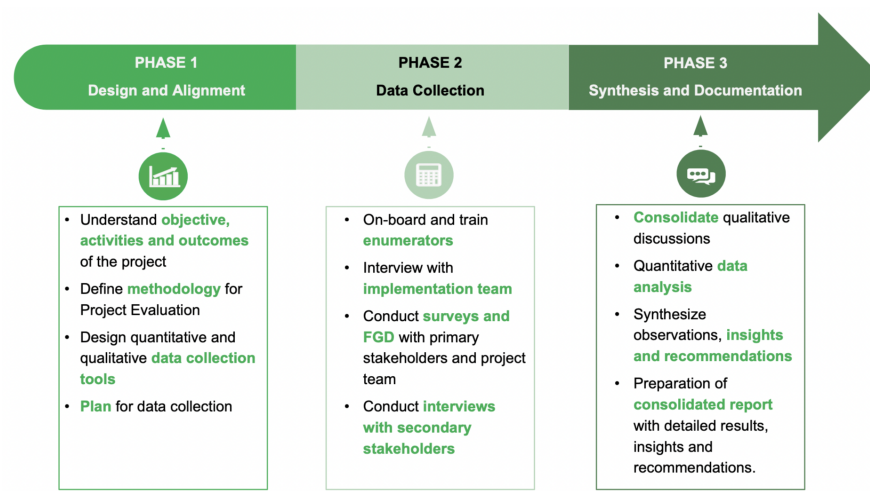 PHASE 1
Design and Alignment
PHASE 2
Data Collection
PHASE 3
Synthesis and Documentation
• Understand objective,
activities and outcomes
of the project
• Define methodology for
Project Evaluation
• Design quantitative and
qualitative data collection
tools
• Plan for data collection
• On-board and train
enumerators
• Interview with
implementation team
• Conduct surveys and
FGD with primary
stakeholders and project
team
• Conduct interviews
with secondary
stakeholders
• Consolidate qualitative
discussions
• Quantitative data
analysis
• Synthesize
observations, insights
and recommendations
• Preparation of
consolidated report
with detailed results,
insights and
recommendations.